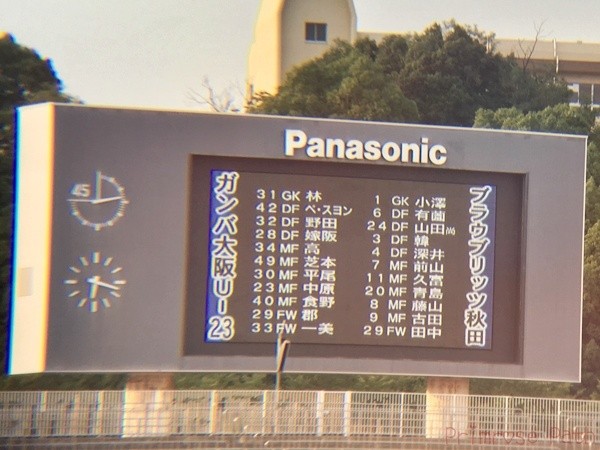 Panasonic
45
ガンバ大阪U-23
31 GK 林
42 DF ペ・スヨン
32 DF 野田
28 DF 嫁阪
34 MF 高
49 MF 芝本
30 MF 平尾
23 MF 中原
40 MF 食野
29 FW 郡
33 FW 一美
1 GK 小澤
6 DF 有薗
24 DF 山田尚
3 DF 韓
4 DF 深井
7 MF 前山
11 MF 久富
20 MF 青島
8 MF 藤山
9 MF 古田
29 FW 田中
ブラウブリッツ秋田